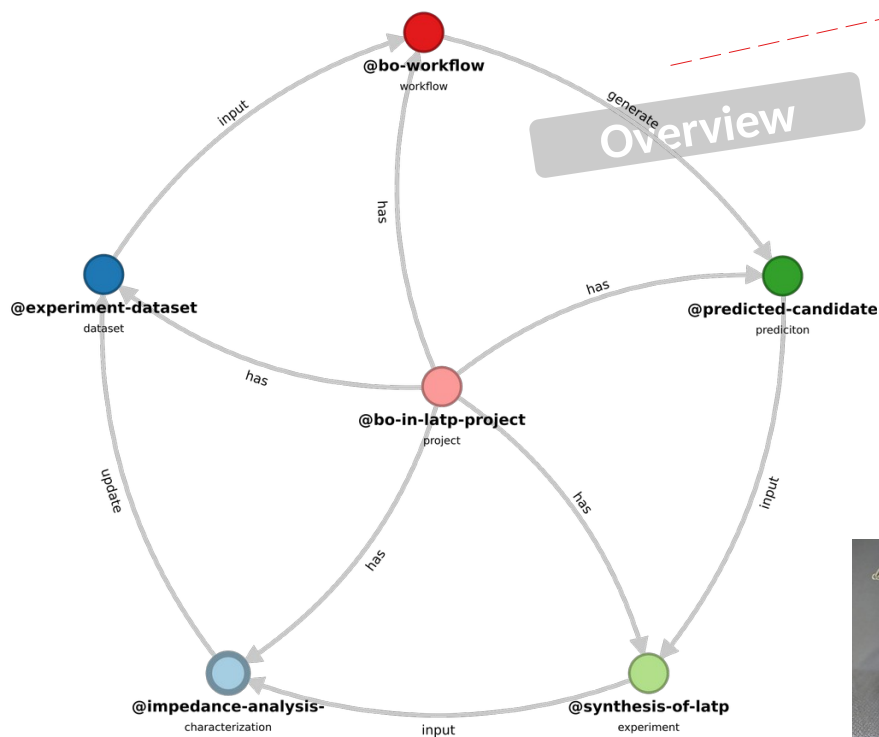 @bo-workflow
workflow
input
generate
Overview
has
@experiment-dataset
dataset
has
@predicted-candidate
prediciton
has
@bo-in-latp-project
project
update
has
has
input
@impedance-analysis-
characterization
@synthesis-of-latp
experiment
input